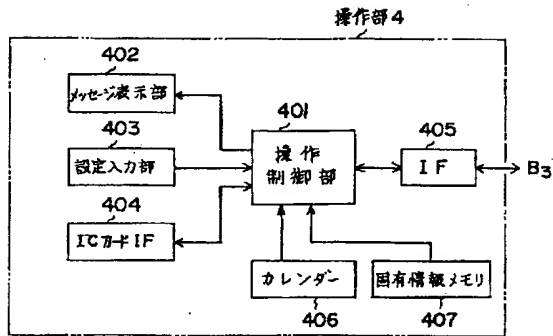 操作部4
402
メッセージ表示部
403
設定入力部
404
ICカードIF
401
操作
制御部
405
IF
B3
カレンダー
406
固有情報メモリ
407